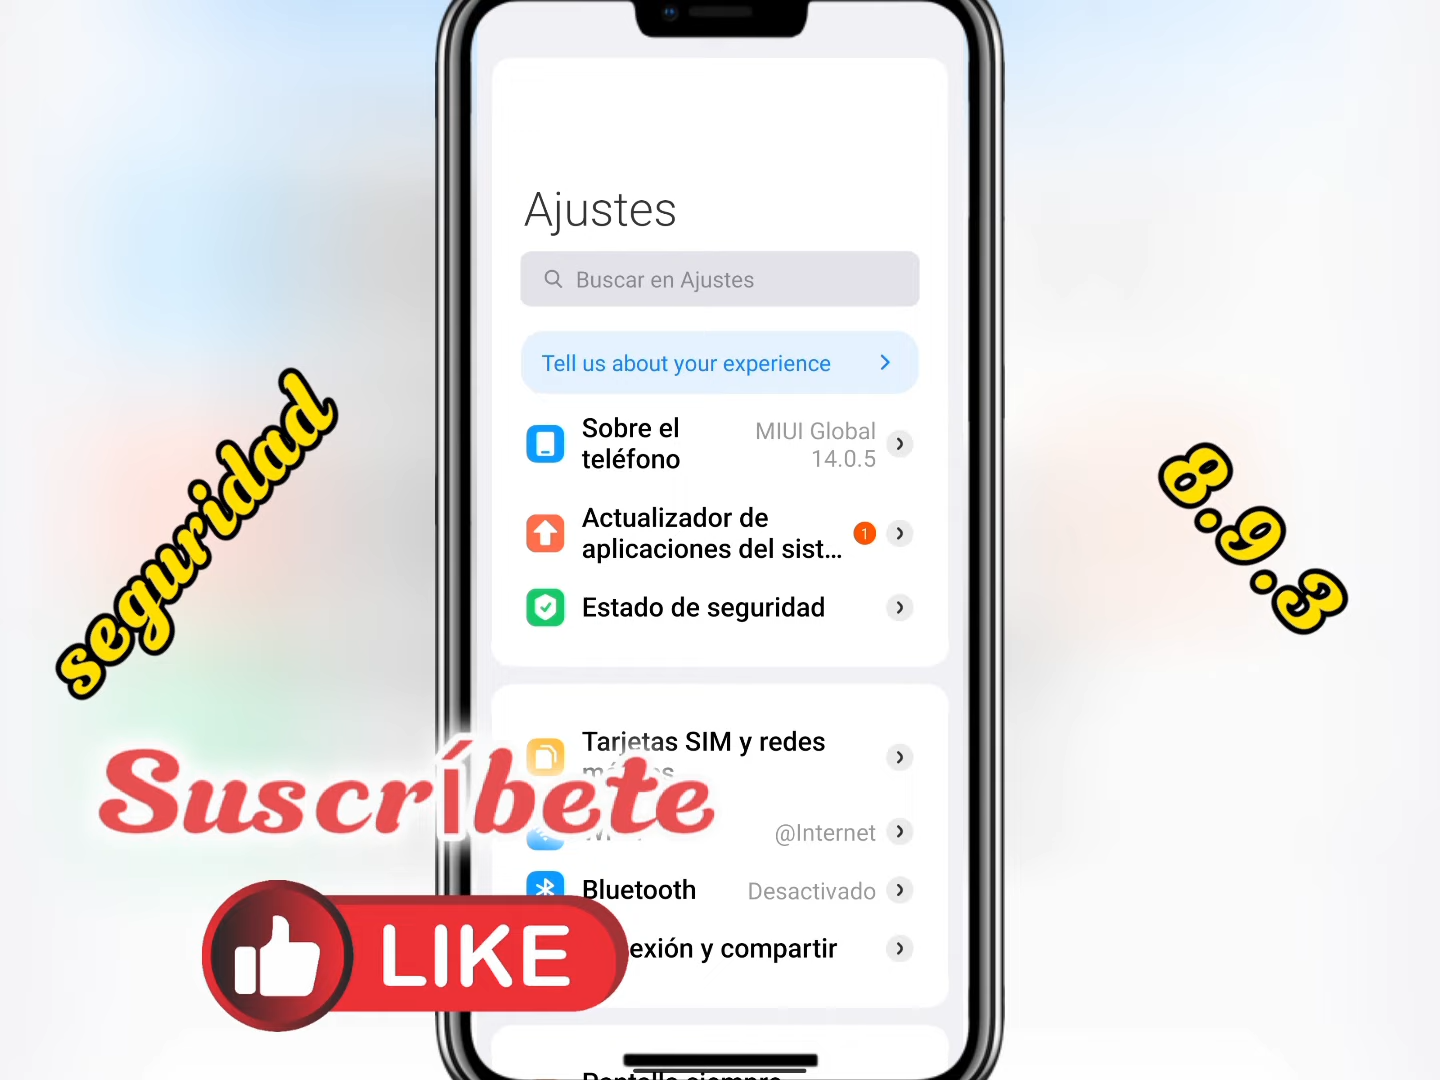 Ajustes
Buscar en Ajustes
Tell us about your experience
Sobre el
teléfono
MIUI Global
14.0.5
Actualizador de
aplicaciones del sist...
1
Estado de seguridad
seguridad
8.9.3
Tarjetas SIM y redes
Suscríbete
@Internet
Bluetooth
Desactivado
exión y compartir
LIKE
Pantalla siempre